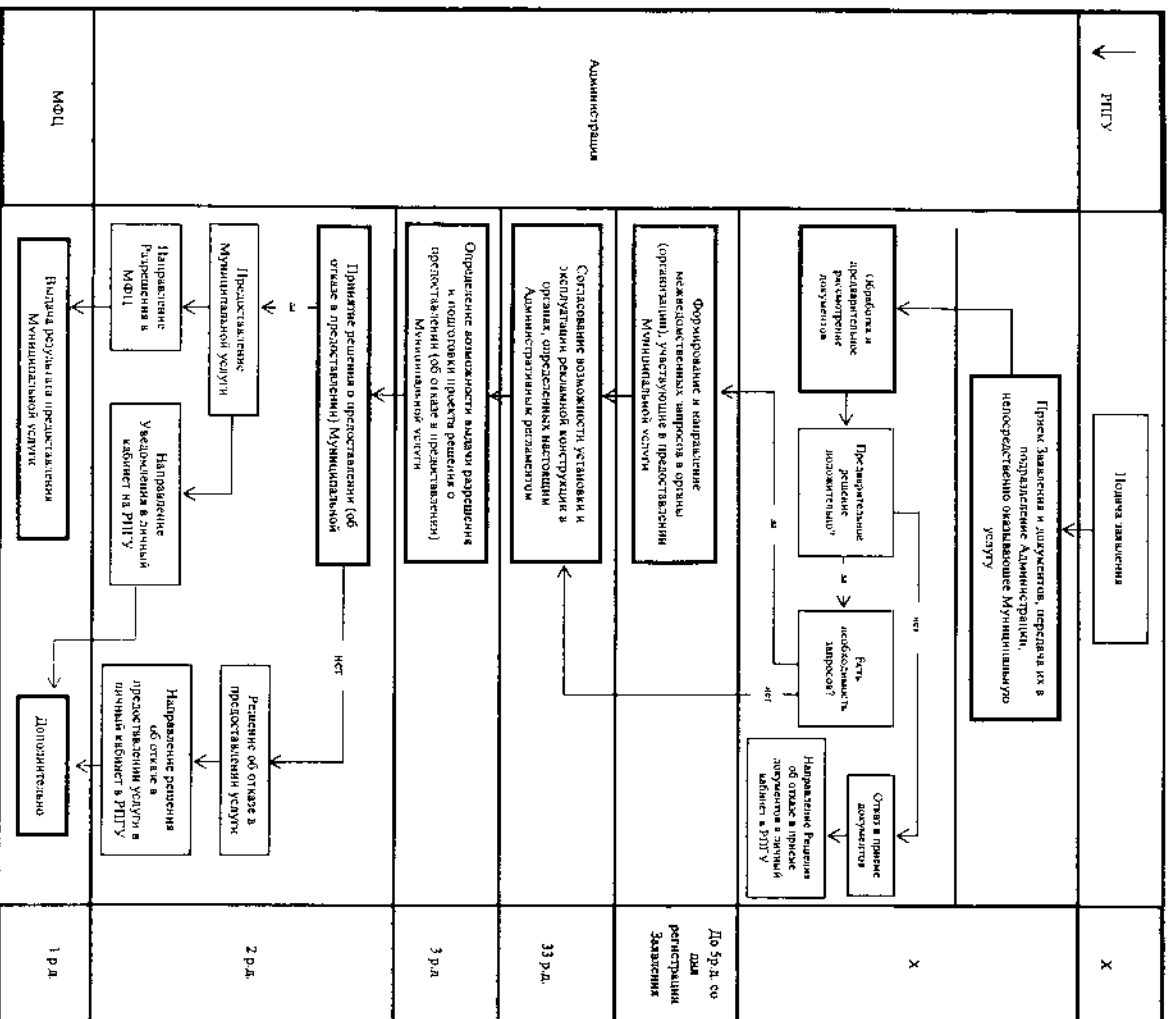 РПГУ
Подача заявления
X
Администрация
Прием Заявления и документов, передача их в
подразделение Администрации,
непосредственно оказывающее Муниципальную
услугу
X
Обработка и
предварительное
рассмотрение
документов
Предварительное
решение
положительно?
да
нет
Есть
необходимость
запросов?
да
нет
Отказ в приеме
документов
Направление Решения
об отказе в приеме
документов в личный
кабинет в РПГУ
Формирование и направление
межведомственных запросов в органы
(организации), участвующие в предоставлении
Муниципальной услуги
До 5р.д. со
дня
регистрации
Заявления
Согласование возможности установки и
эксплуатации рекламной конструкции в
органах, определенных настоящим
Административным регламентом
33 р.д.
Определение возможности выдачи разрешения
и подготовки проекта решения о
предоставлении (об отказе в предоставлении)
Муниципальной услуги
3 р.д
Принятие решения о предоставлении (об
отказе в предоставлении) Муниципальной
нет
Предоставление
Муниципальной услуги
Решение об отказе в
предоставлении услуги
Направление
Разрешения в
МФЦ
Направление
Уведомления в личный
кабинет на РПГУ
Направление решения
об отказе в
предоставлении услуги в
личный кабинет в РПГУ
2 р.д.
МФЦ
Выдача результата предоставления
Муниципальной услуги
Дополнительно
1 р.д.